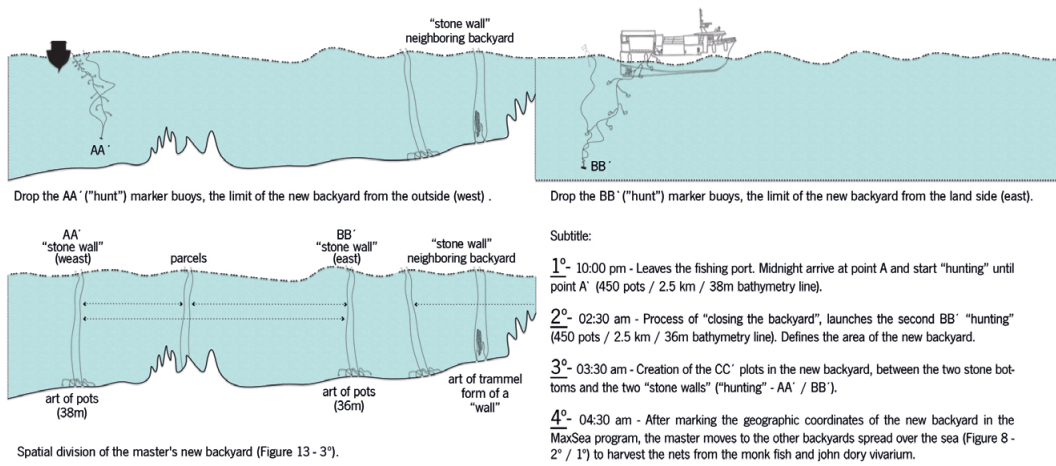 “stone wall”
neighboring backyard
AA´
BB´
Drop the AA´ ("hunt") marker buoys, the limit of the new backyard from the outside (west) .
Drop the BB` ("hunt") marker buoys, the limit of the new backyard from the land side (east).
AA´
“stone wall”
(weast)
parcels
BB´
“stone wall”
(east)
“stone wall”
neighboring backyard
art of pots
(38m)
art of pots
(36m)
art of trammel
form of a
“wall”
Spatial division of the master's new backyard (Figure 13 - 3º).
Subtitle:
1º- 10:00 pm - Leaves the fishing port. Midnight arrive at point A and start “hunting” until
point A´ (450 pots / 2.5 km / 38m bathymetry line).
2º- 02:30 am - Process of “closing the backyard”, launches the second BB´ “hunting”
(450 pots / 2.5 km / 36m bathymetry line). Defines the area of the new backyard.
3º- 03:30 am - Creation of the CC´ plots in the new backyard, between the two stone bot-
toms and the two “stone walls” (“hunting” - AA´ / BB´).
4º- 04:30 am - After marking the geographic coordinates of the new backyard in the
MaxSea program, the master moves to the other backyards spread over the sea (Figure 8 -
2º / 1º) to harvest the nets from the monk fish and john dory vivarium.